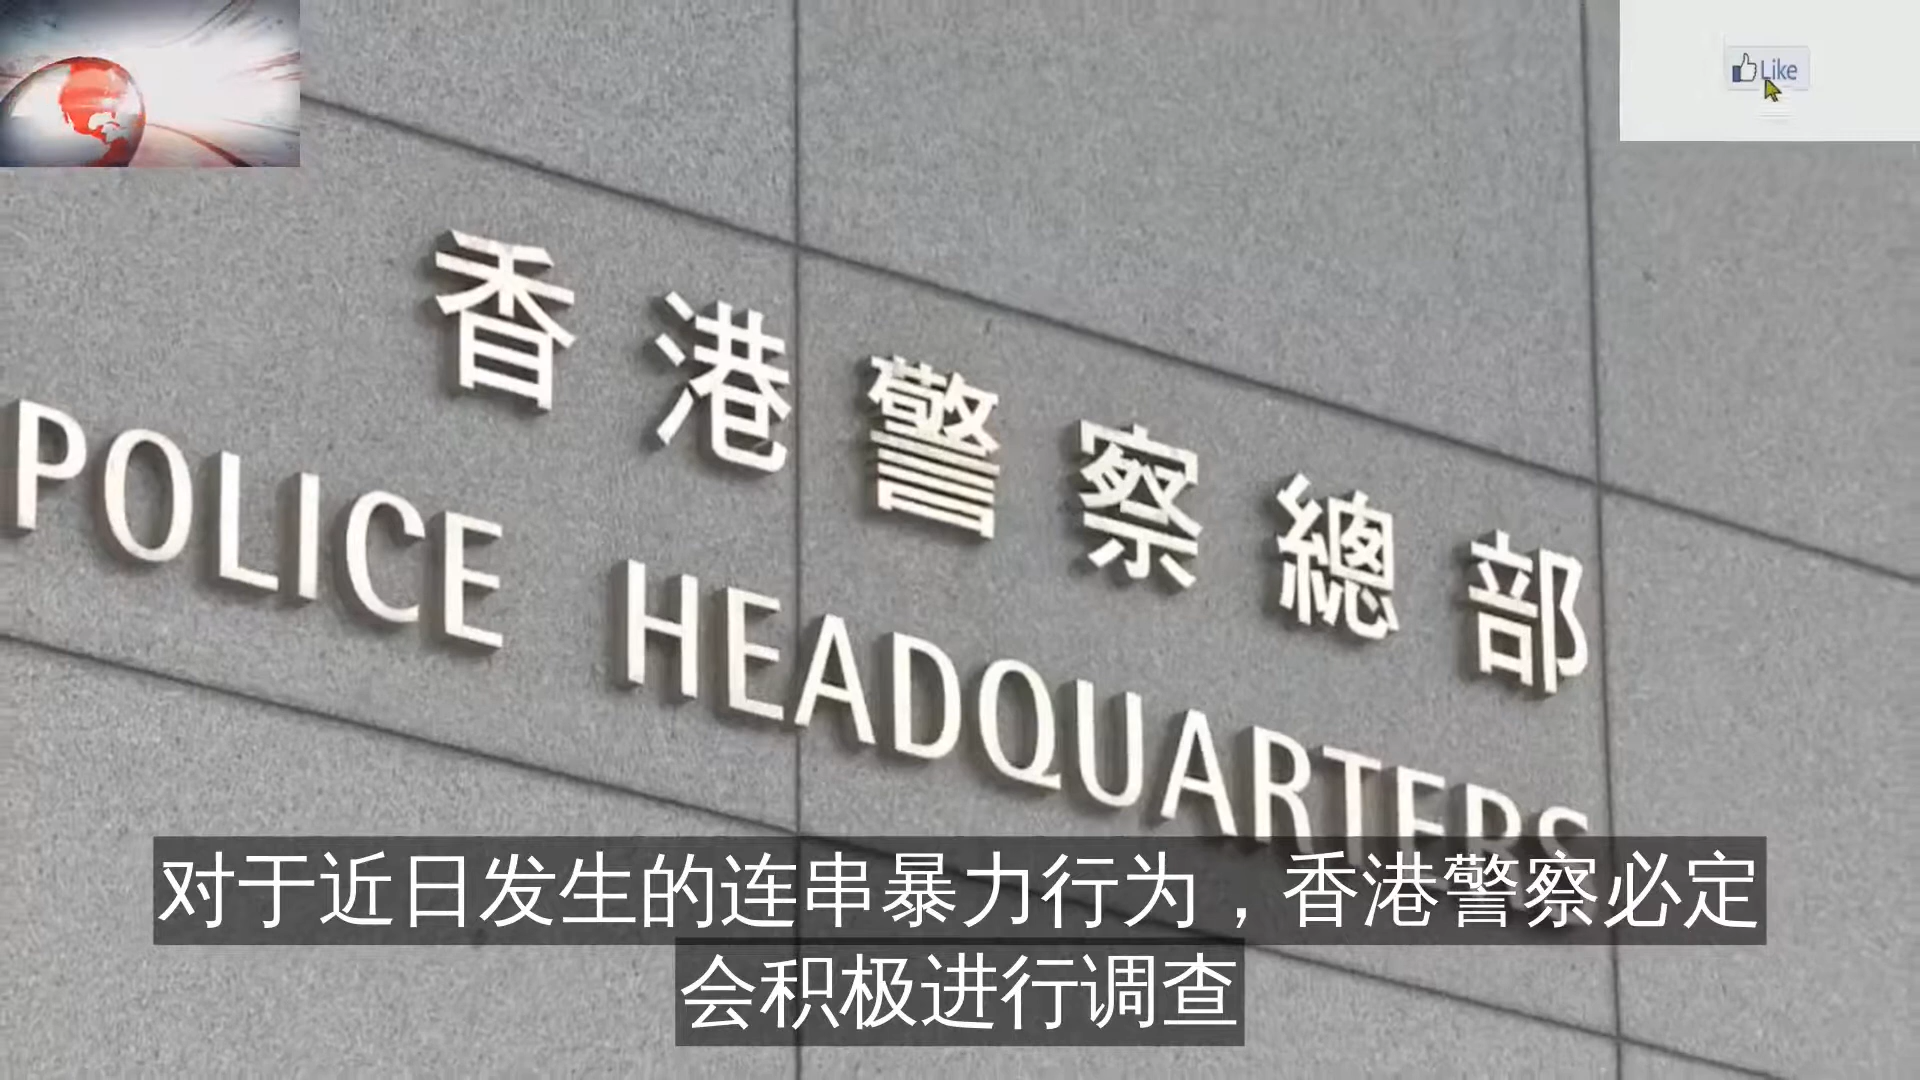 Like
香港警察總部
POLICE HEADQUARTERS
对于近日发生的连串暴力行为，香港警察必定
会积极进行调查